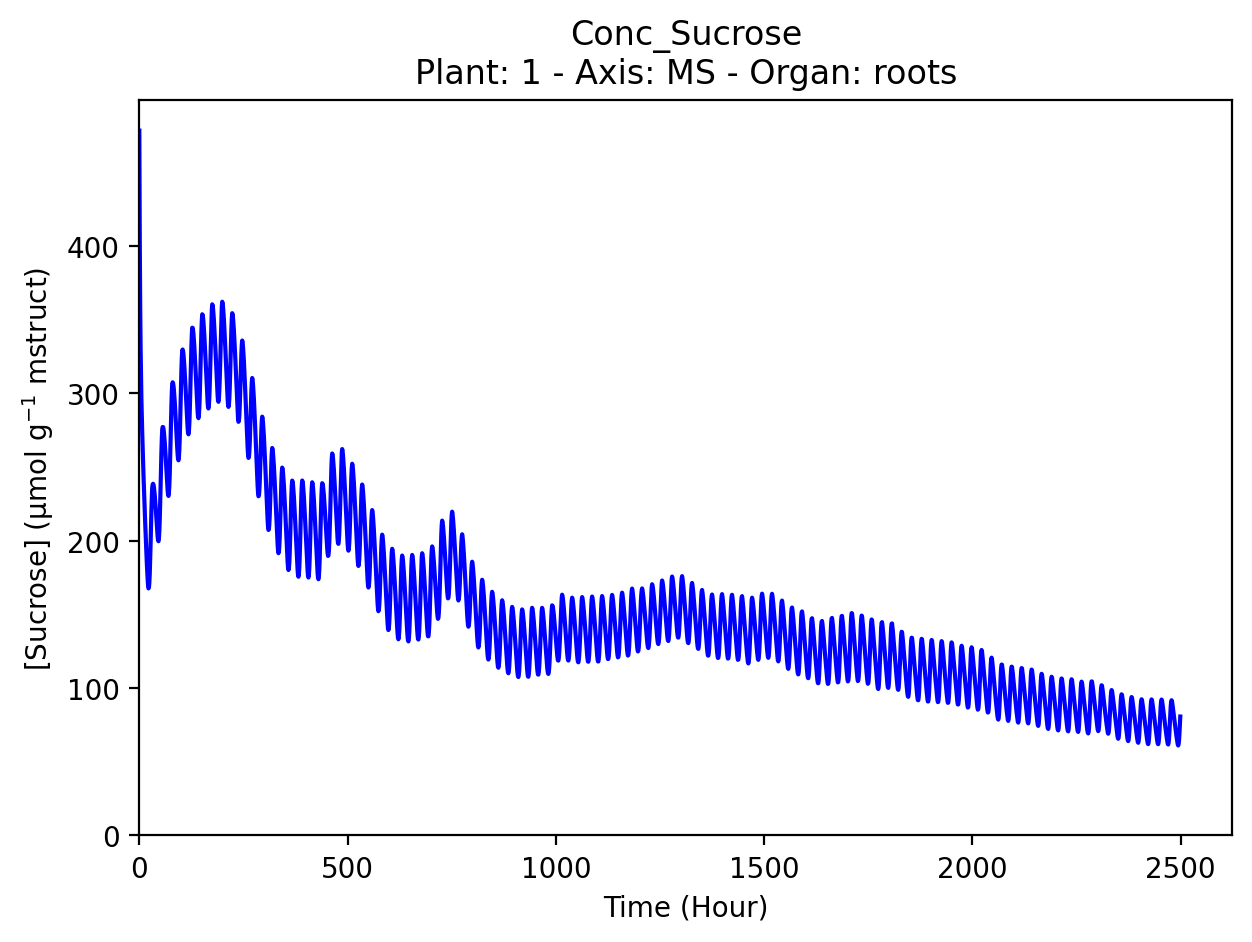 Conc_Sucrose
Plant: 1 - Axis: MS - Organ: roots
[Sucrose] (µmol g⁻¹ mstruct)
400
300
200
100
0
0 500 1000 1500 2000 2500
Time (Hour)